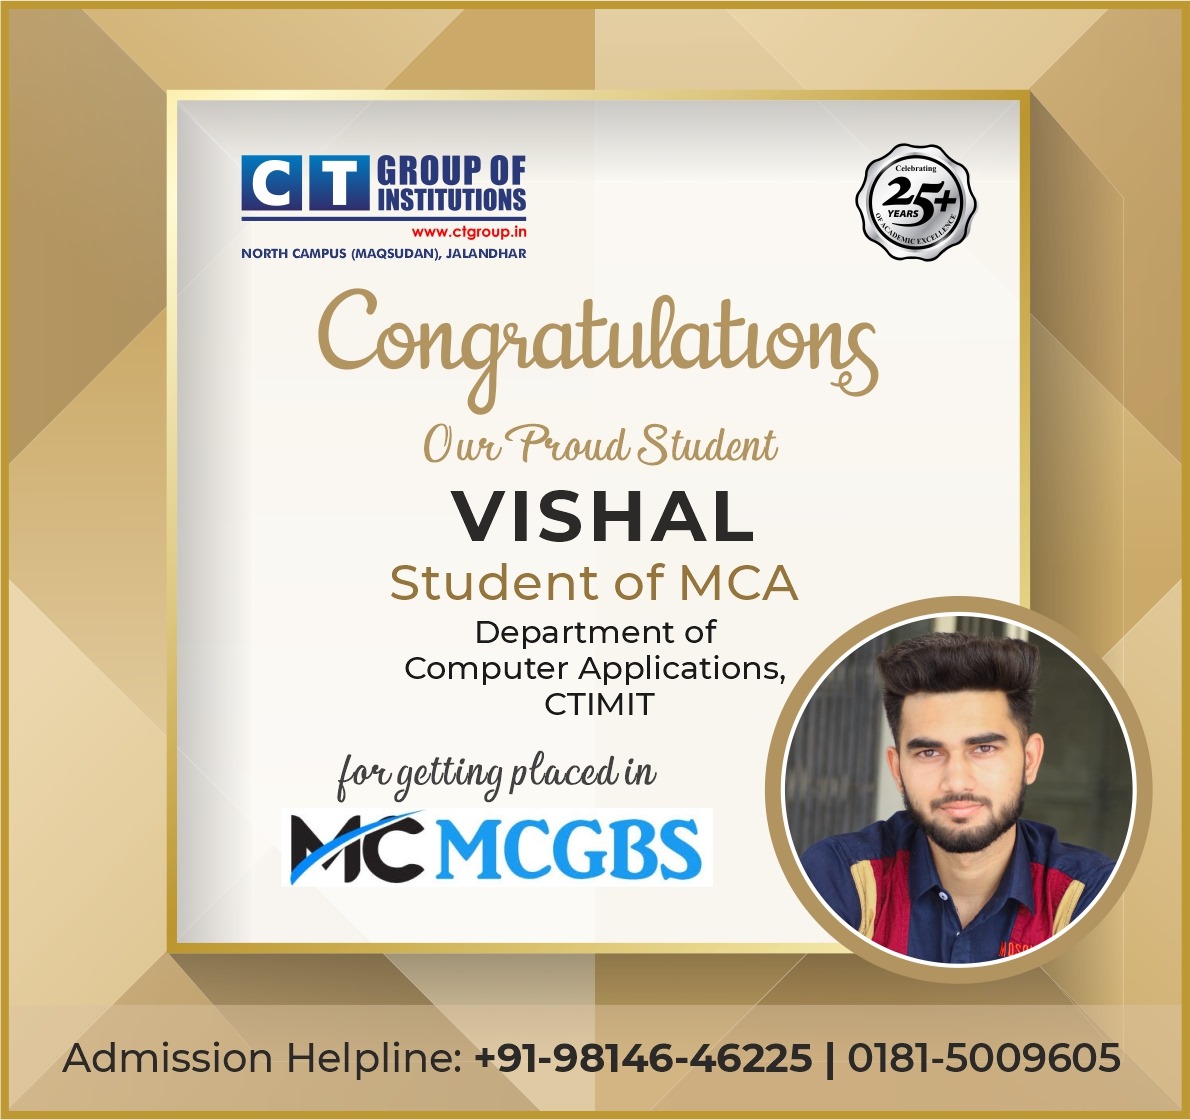 CT GROUP OF
INSTITUTIONS
www.ctgroup.in
NORTH CAMPUS (MAQSUDAN), JALANDHAR
Celebrating
25+
YEARS
OF ACADEMIC EXCELLENCE
Congratulations
Our Proud Student
VISHAL
Student of MCA
Department of
Computer Applications,
CTIMIT
for getting placed in
MC MCGBS
Admission Helpline: +91-98146-46225 | 0181-5009605